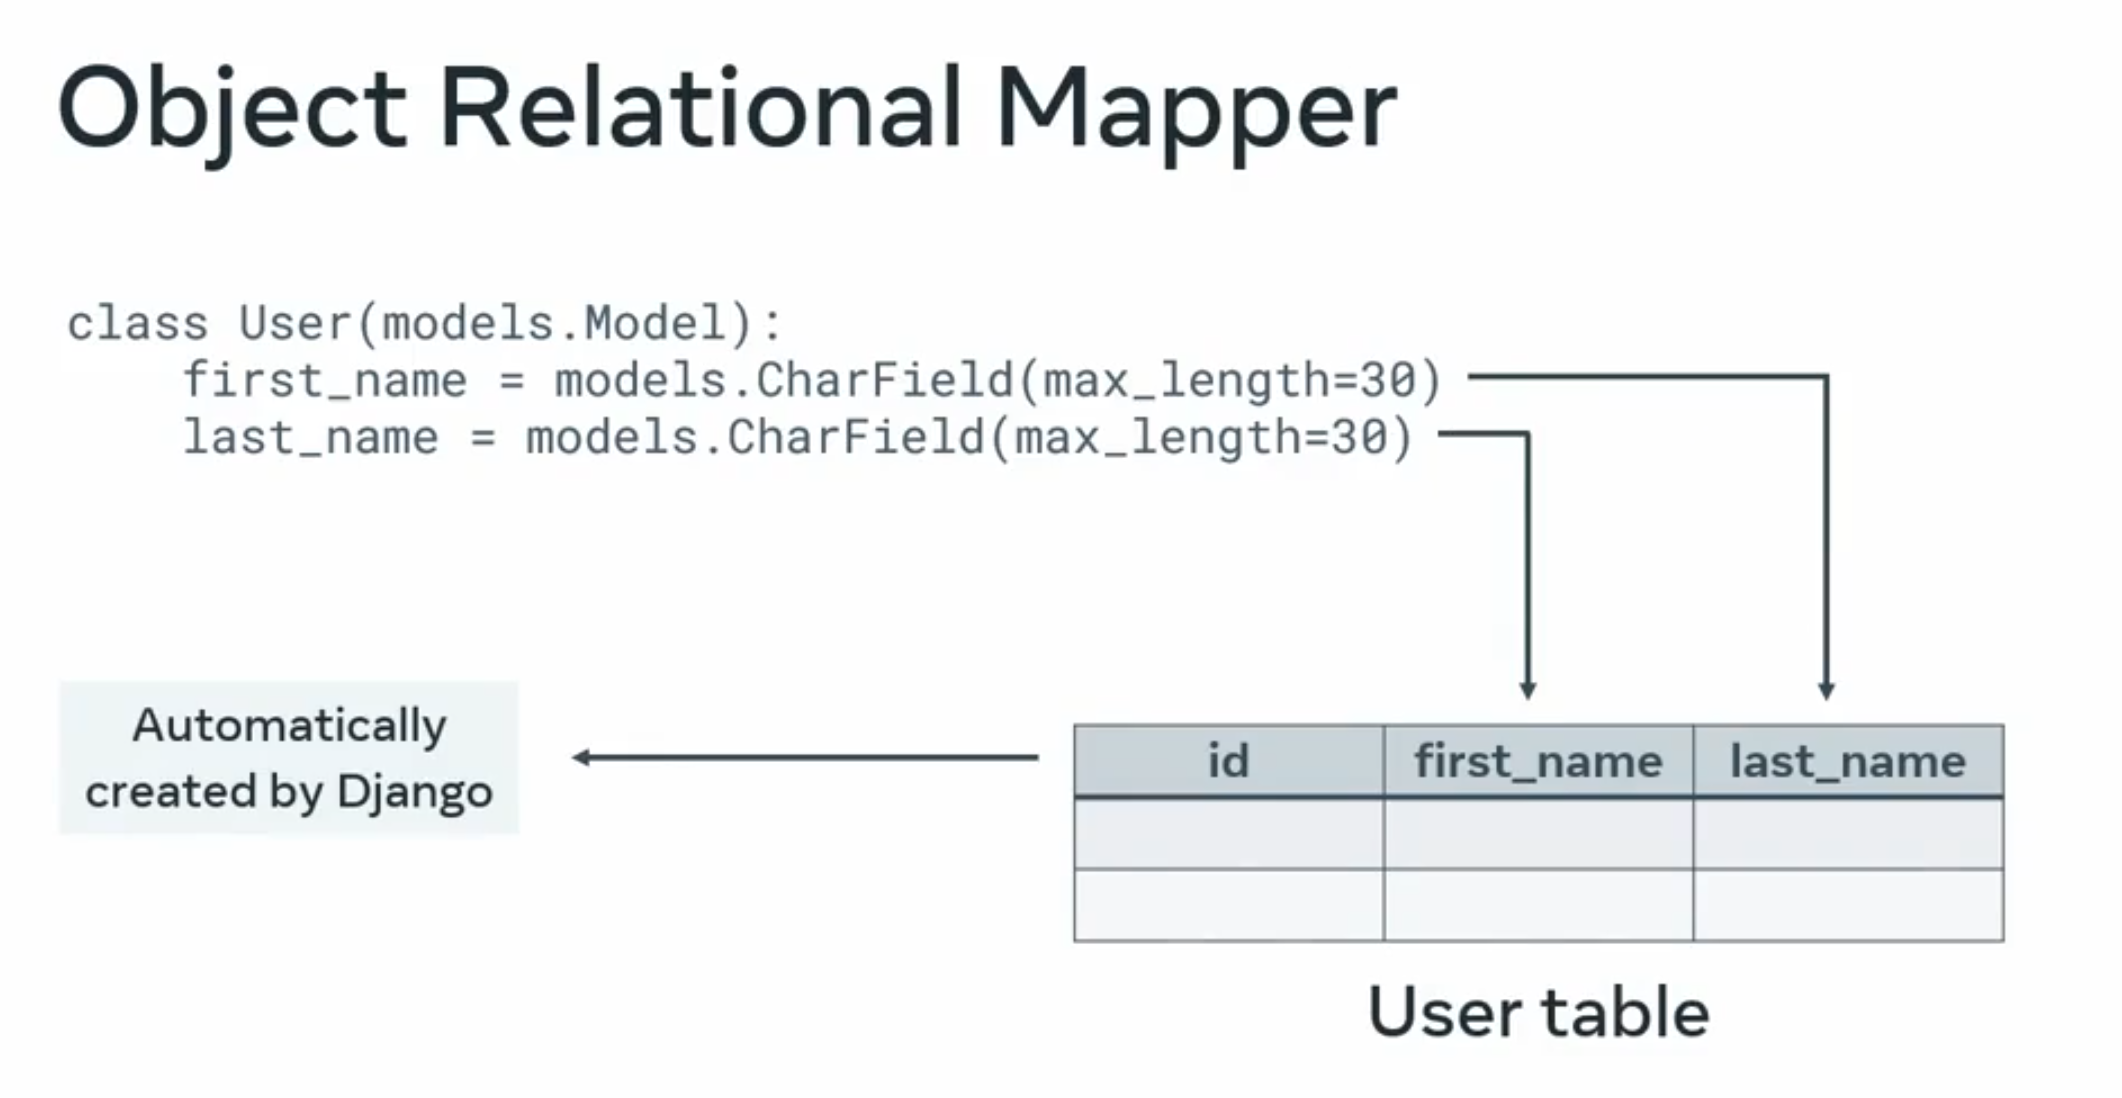 Object Relational Mapper
class User(models.Model):
    first_name = models.CharField(max_length=30)
    last_name = models.CharField(max_length=30)
Automatically
created by Django
id first_name last_name
User table